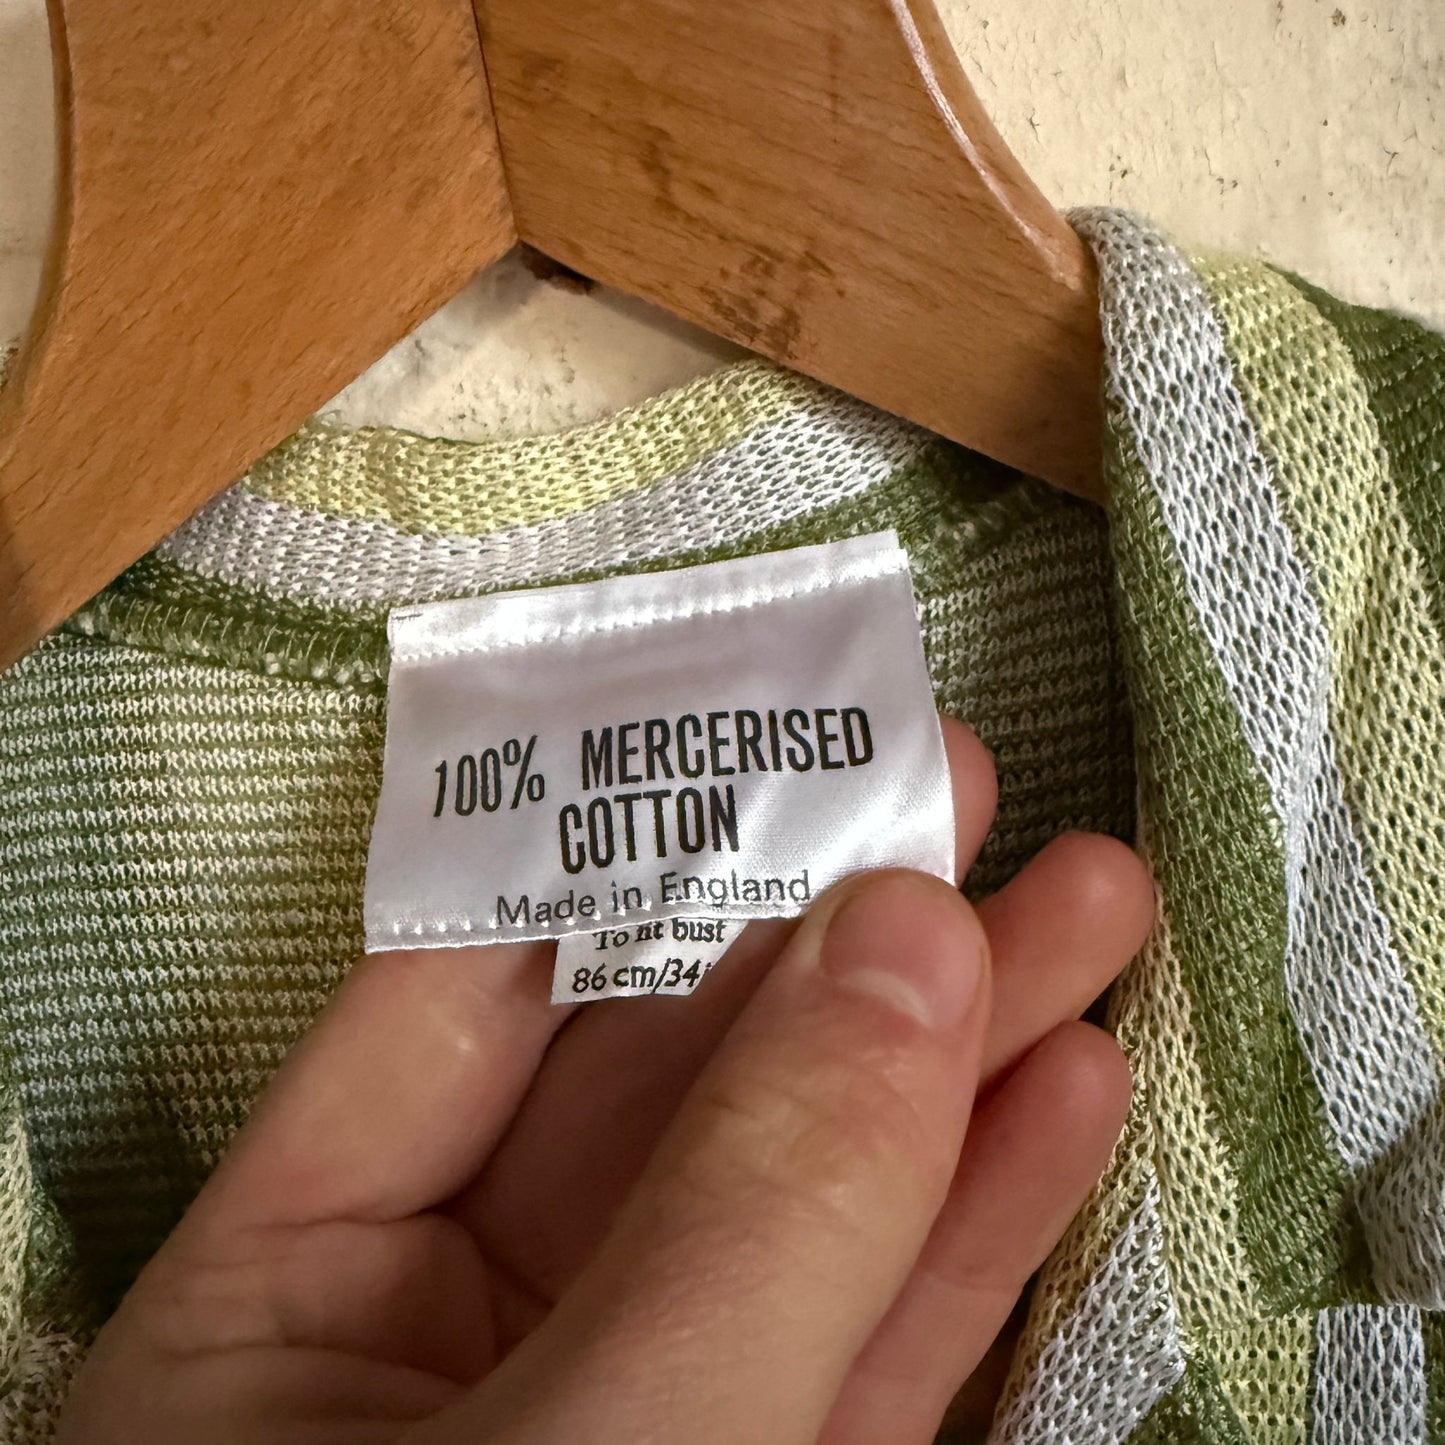 100% MERCERISED
COTTON
Made in England
To fit bust
86 cm/34